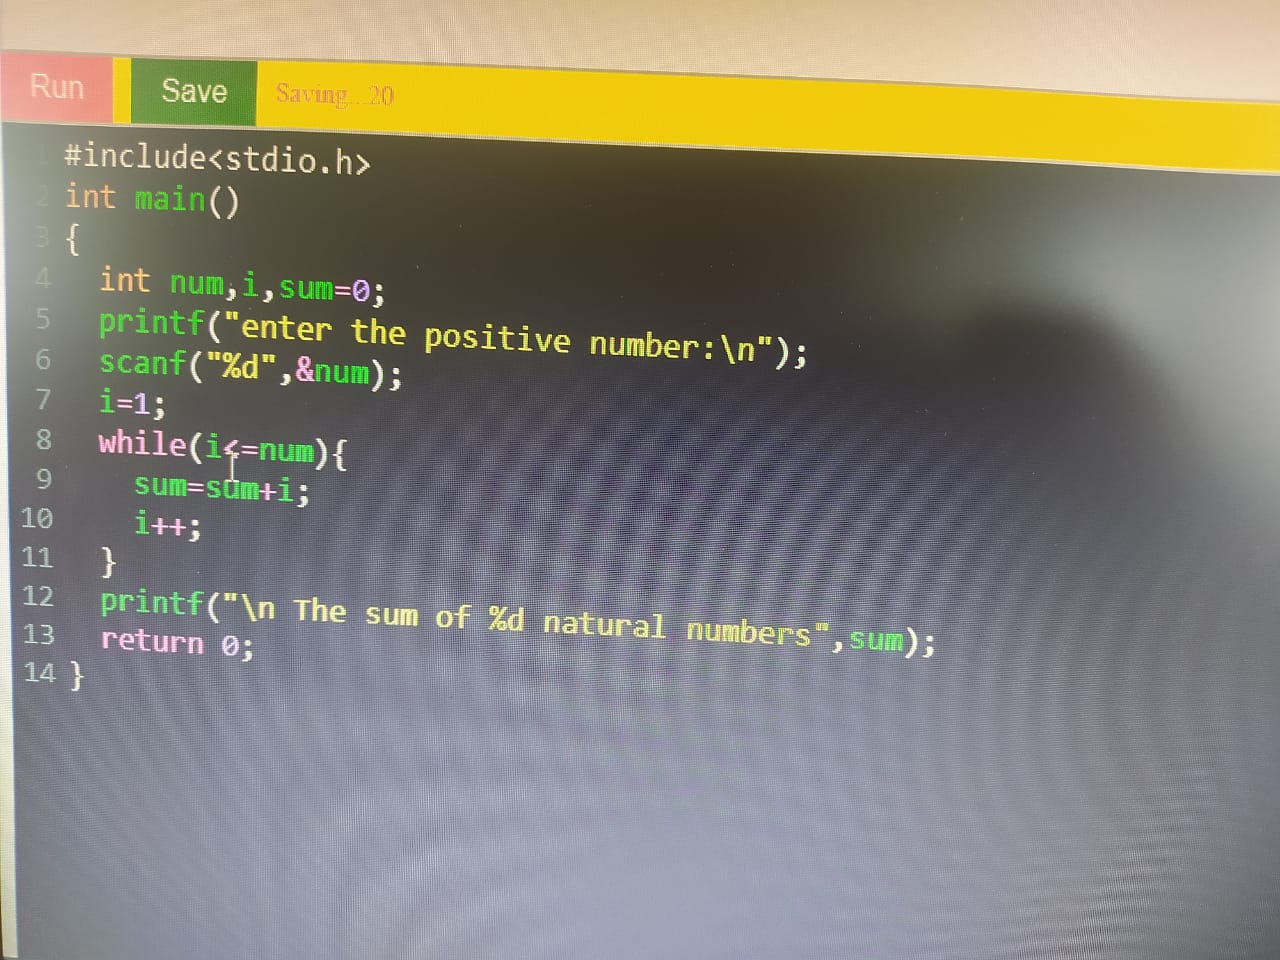 Run Save Saving...20
#include<stdio.h>
2 int main()
3 {
4 int num,i,sum=0;
5 printf("enter the positive number:\n");
6 scanf("%d",&num);
7 i=1;
8 while(i<=num){
9 sum=sum+i;
10 i++;
11 }
12 printf("\n The sum of %d natural numbers",sum);
13 return 0;
14 }